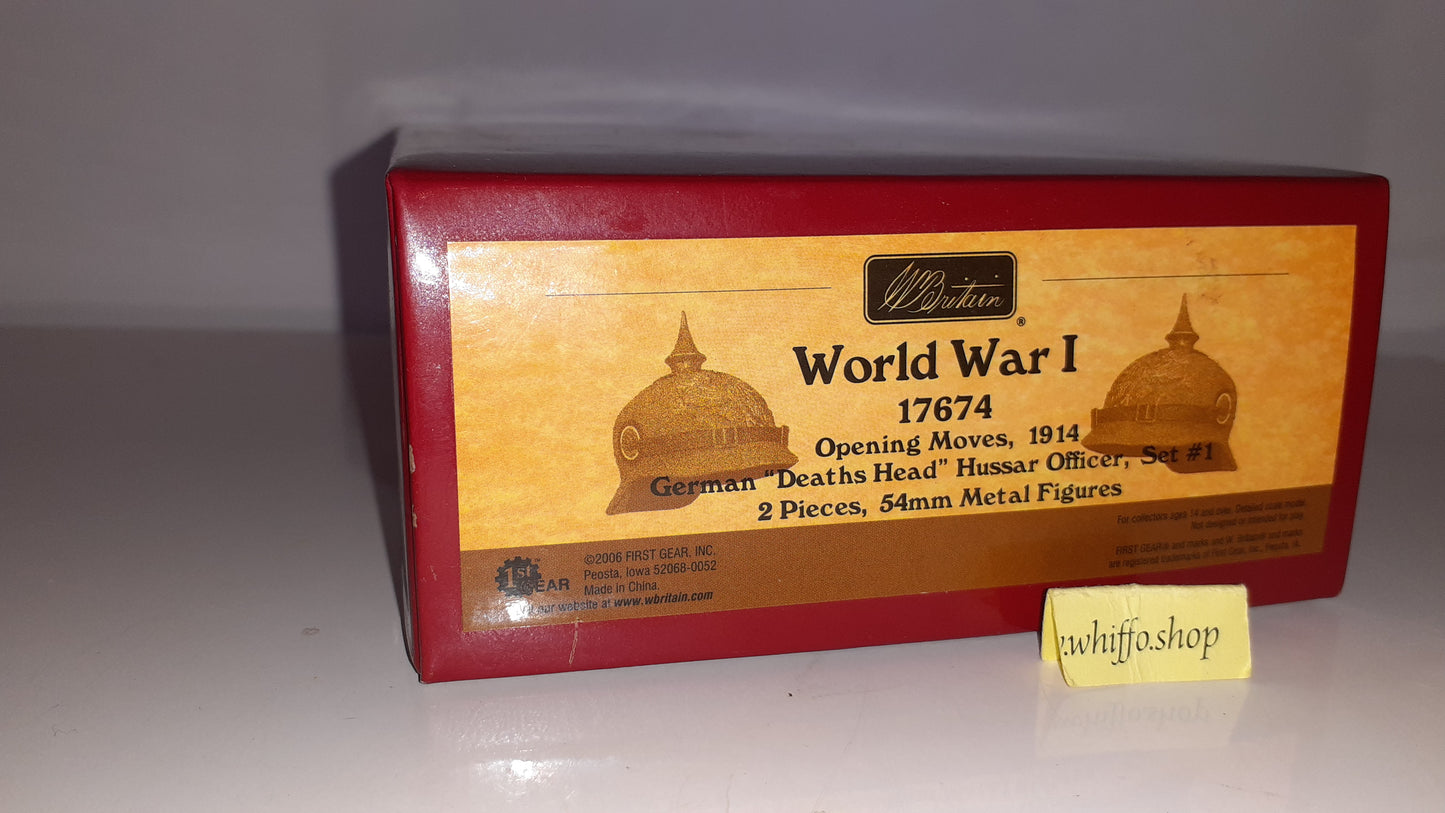 WBritain
®
World War I
17674
Opening Moves, 1914
German "Deaths Head" Hussar Officer, Set #1
2 Pieces, 54mm Metal Figures
For collectors ages 14 and over. Detailed scale model.
Not designed or intended for play.
1st GEAR
™
©2006 FIRST GEAR, INC.
Peosta, Iowa 52068-0052
Made in China.
our website at www.wbritain.com
FIRST GEAR® and marks and W. Britain® and marks
are registered trademarks of First Gear, Inc., Peosta, IA.
.whiffo.shop